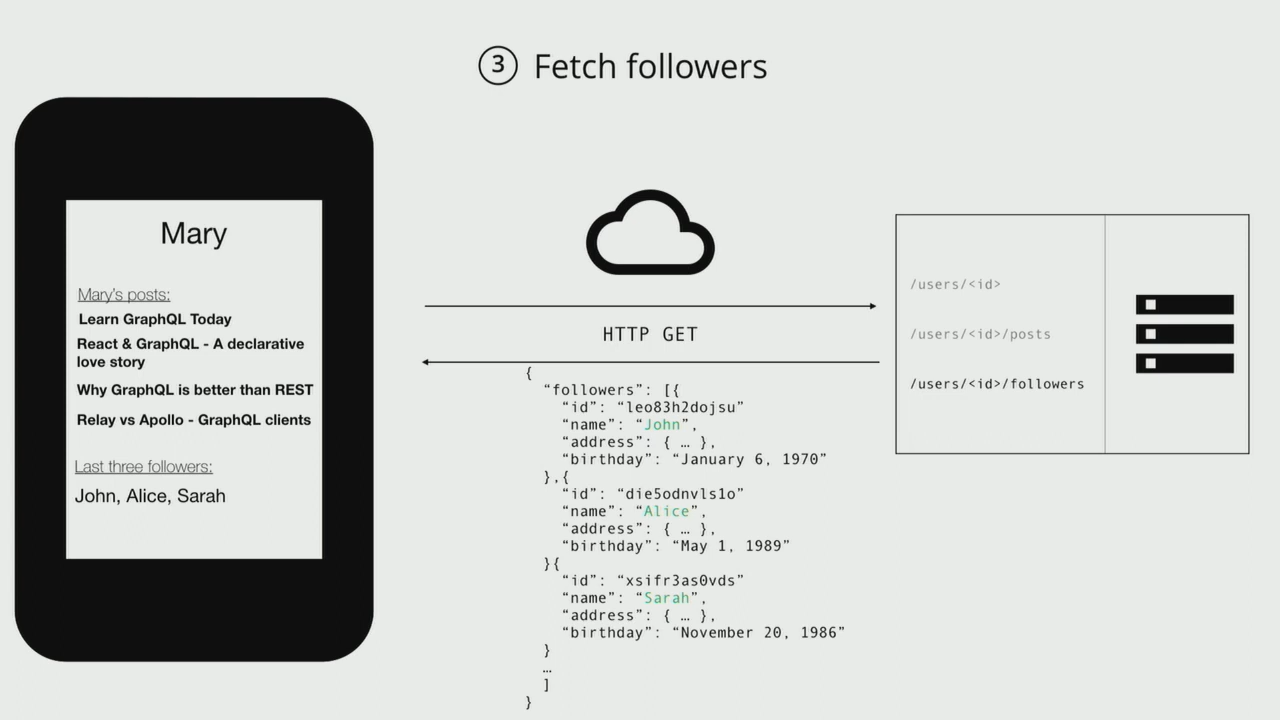 3 Fetch followers
Mary
Mary's posts:
Learn GraphQL Today
React & GraphQL - A declarative
love story
Why GraphQL is better than REST
Relay vs Apollo - GraphQL clients
Last three followers:
John, Alice, Sarah
HTTP GET
{
“followers”: [{
“id”: “leo83h2dojsu”
“name”: “John”,
“address”: { … },
“birthday”: “January 6, 1970”
},{
“id”: “die5odnvls1o”
“name”: “Alice”,
“address”: { … },
“birthday”: “May 1, 1989”
}{
“id”: “xsifr3as0vds”
“name”: “Sarah”,
“address”: { … },
“birthday”: “November 20, 1986”
}
…
]
}
/users/<id>
/users/<id>/posts
/users/<id>/followers